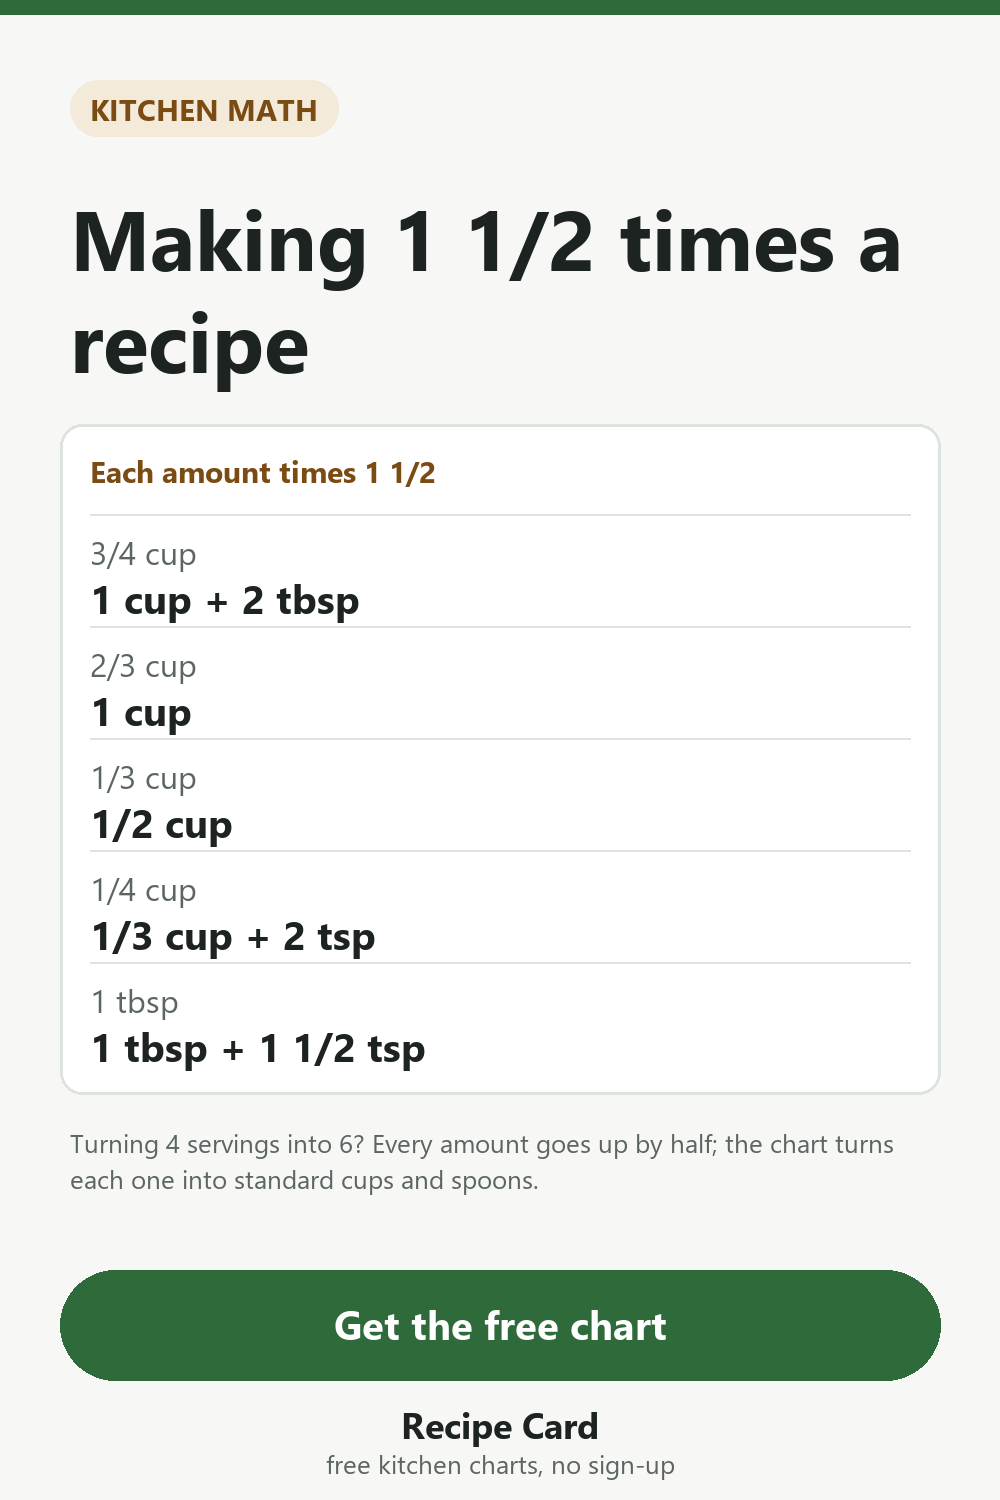 KITCHEN MATH
Making 1 1/2 times a
recipe
Each amount times 1 1/2
3/4 cup
1 cup + 2 tbsp
2/3 cup
1 cup
1/3 cup
1/2 cup
1/4 cup
1/3 cup + 2 tsp
1 tbsp
1 tbsp + 1 1/2 tsp
Turning 4 servings into 6? Every amount goes up by half; the chart turns
each one into standard cups and spoons.
Get the free chart
Recipe Card
free kitchen charts, no sign-up